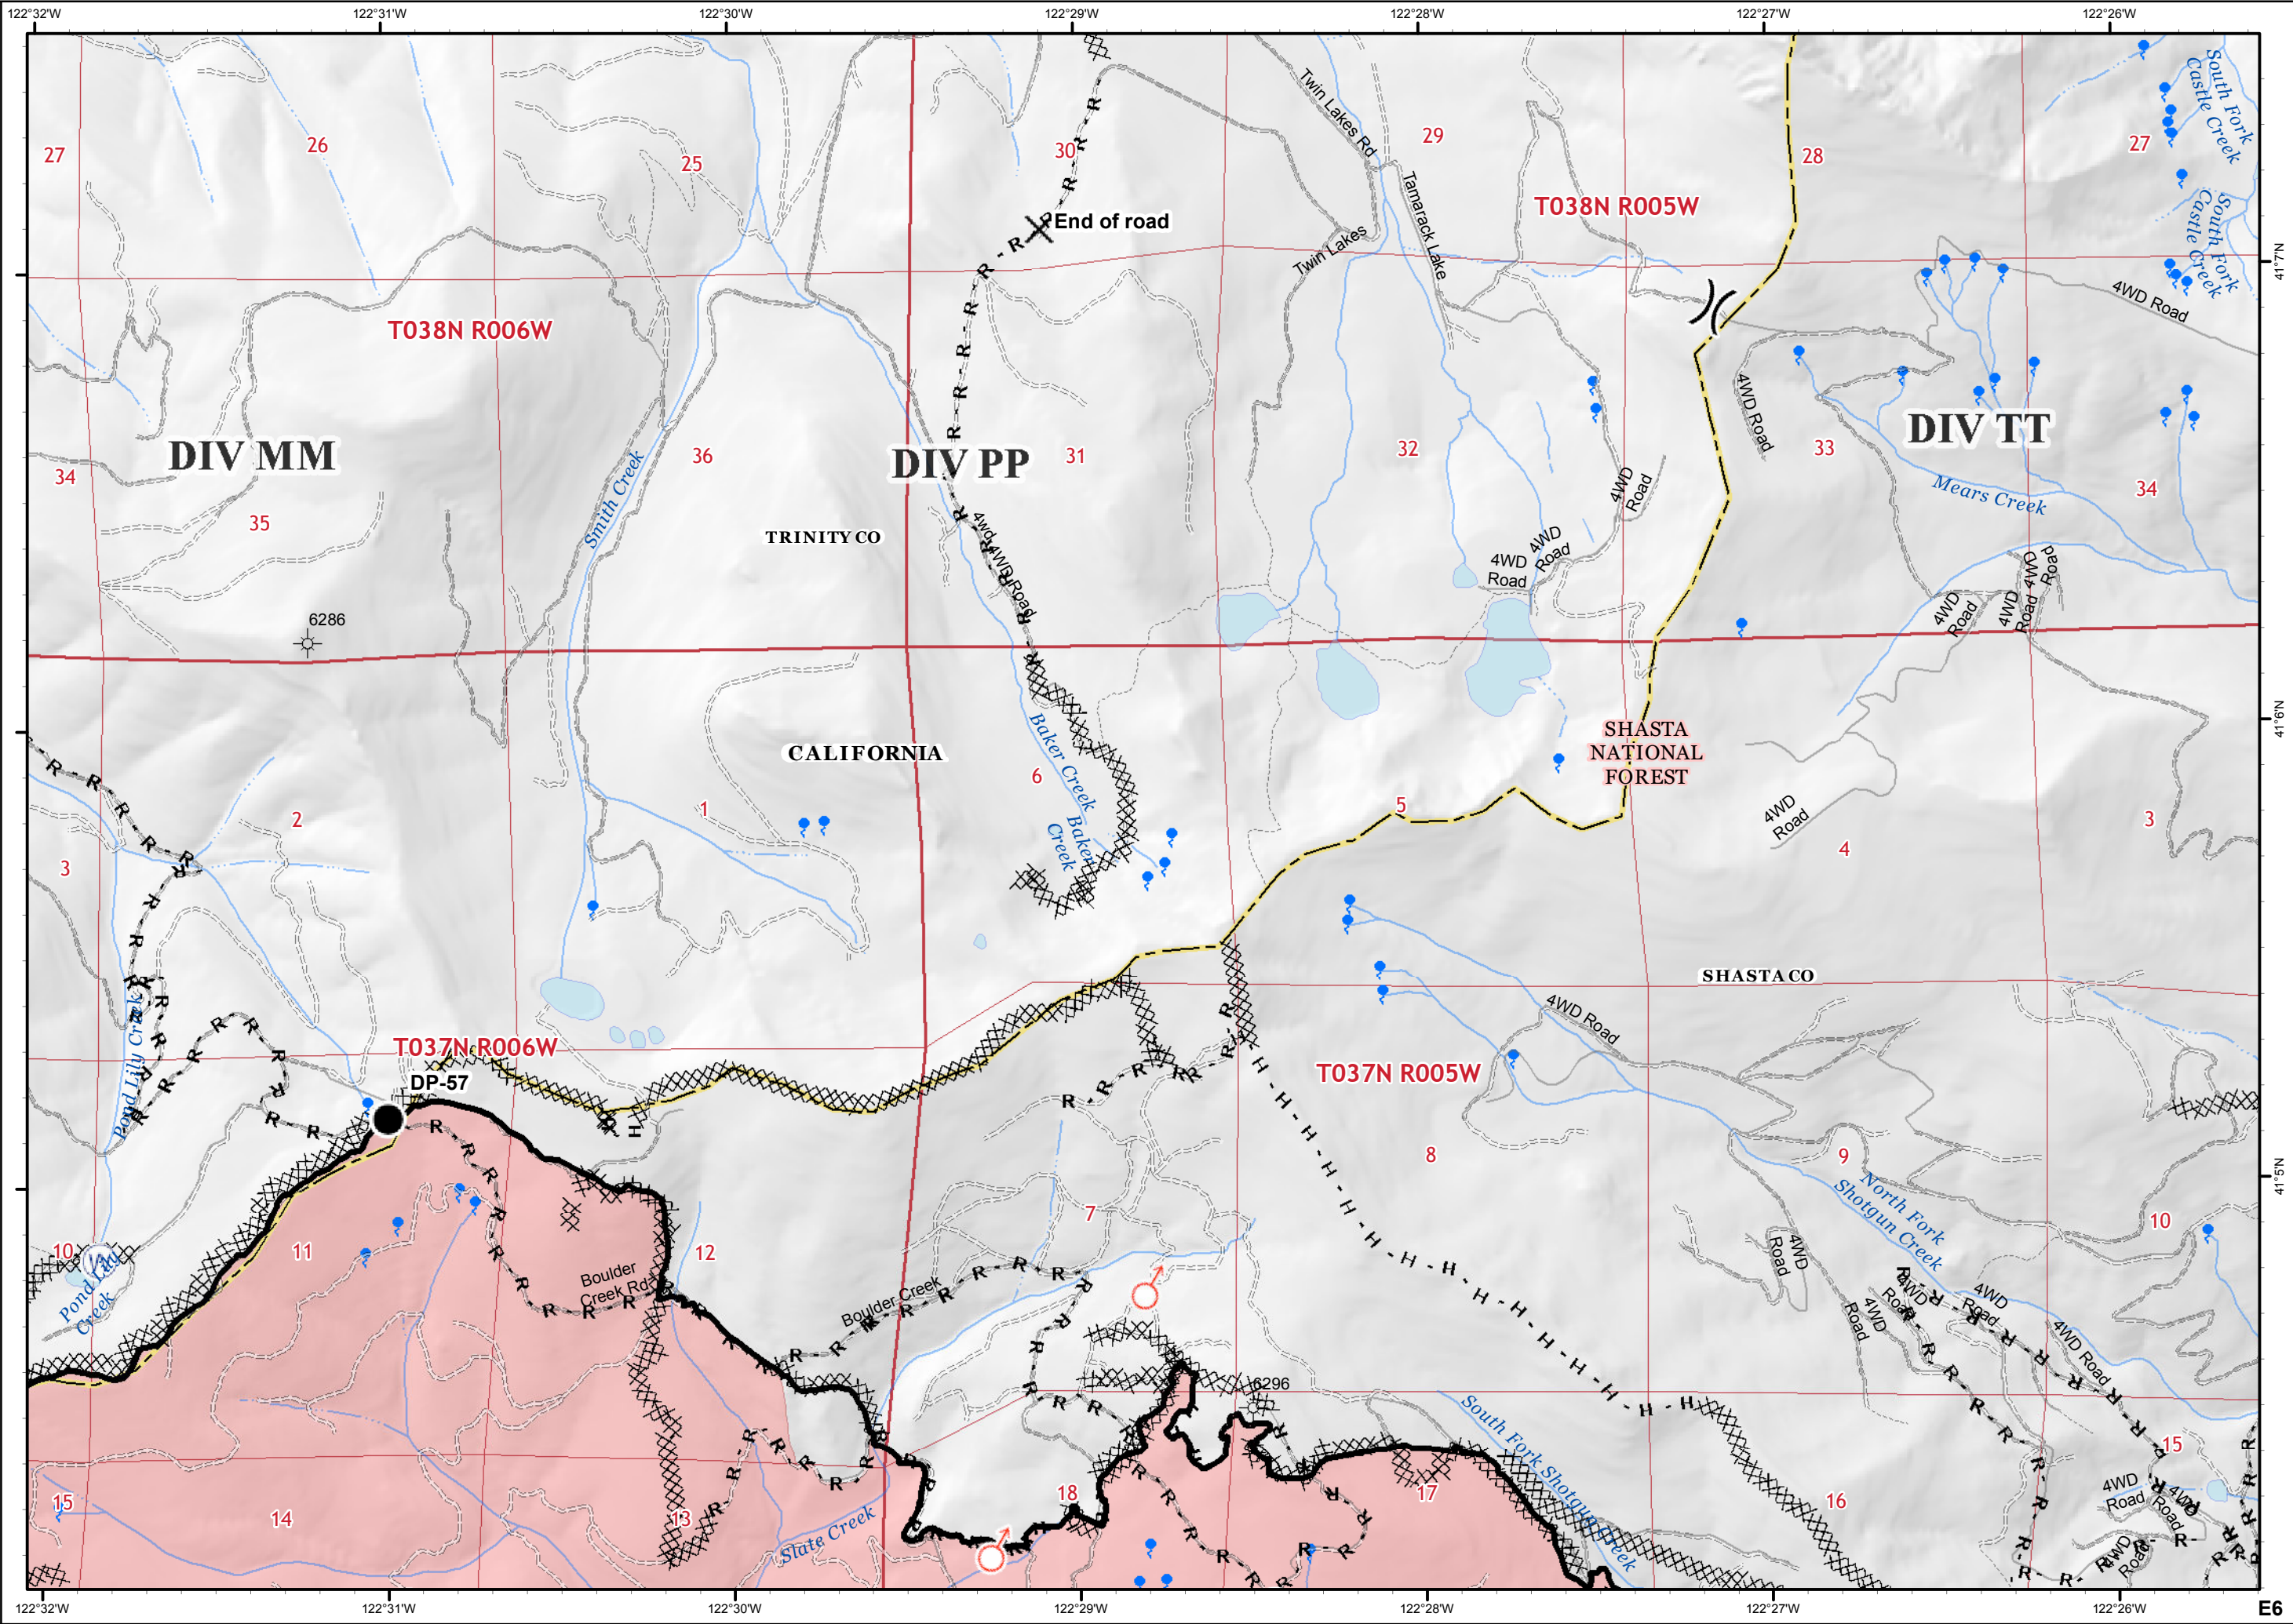 122°32'W
122°31'W
122°30'W
122°29'W
122°28'W
122°27'W
122°26'W
South Fork
Castle Creek
Twin Lakes Rd
27
26
25
30
29
28
27
Tamarack Lake
T038N R005W
South Fork
Castle Creek
End of road
Twin Lakes
41°7'N
4WD Road
T038N R006W
4WD Road
DIV MM
DIV PP
DIV TT
34
35
36
31
32
33
34
Smith Creek
Mears Creek
4WD
Road
TRINITY CO
4wd
4WD Road
4WD
Road
4WD
Road
4WD
Road
4WD
Road
4WD
Road
6286
41°6'N
Baker Creek
SHASTA
NATIONAL
FOREST
CALIFORNIA
6
5
4WD
Road
3
2
1
4
3
Baker
Creek
SHASTA CO
Pond Lily Creek
4WD Road
T037N R006W
T037N R005W
DP-57
41°5'N
8
9
7
10
11
12
10
North Fork
Shotgun Creek
Pond Lily
Creek
Boulder
Creek Rd
Boulder Creek
4WD
Road
4WD
Road
4WD
Road
4WD
Road
4WD Road
6296
South Fork Shotgun Creek
15
14
13
18
17
16
15
Slate Creek
4WD
Road
4WD
Road
4WD
Road
122°32'W
122°31'W
122°30'W
122°29'W
122°28'W
122°27'W
122°26'W
E6